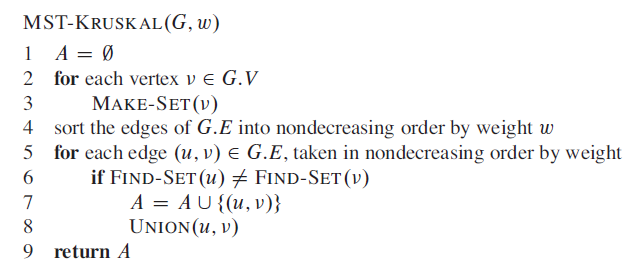 MST-KRUSKAL(G, w)
1 A = ∅
2 for each vertex v ∈ G.V
3 MAKE-SET(v)
4 sort the edges of G.E into nondecreasing order by weight w
5 for each edge (u, v) ∈ G.E, taken in nondecreasing order by weight
6 if FIND-SET(u) ≠ FIND-SET(v)
7 A = A ∪ {(u, v)}
8 UNION(u, v)
9 return A